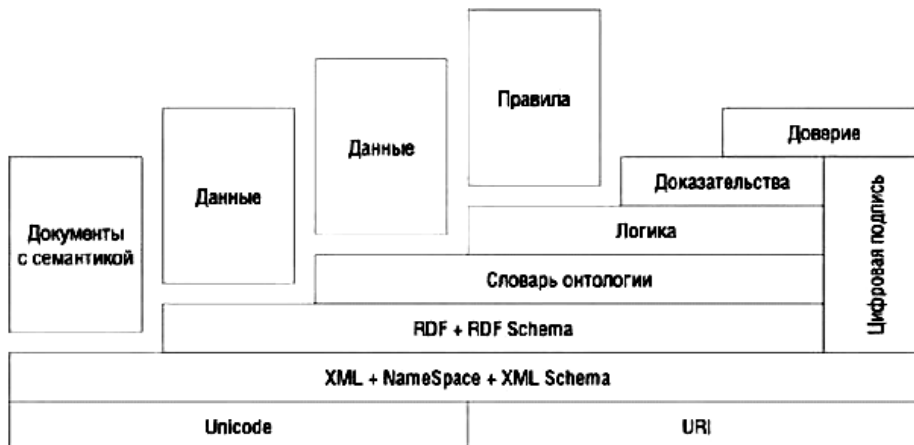 Правила
Доверие
Данные
Данные
Доказательства
Документы
с семантикой
Логика
Цифровая подпись
Словарь онтологии
RDF + RDF Schema
XML + NameSpace + XML Schema
Unicode
URI